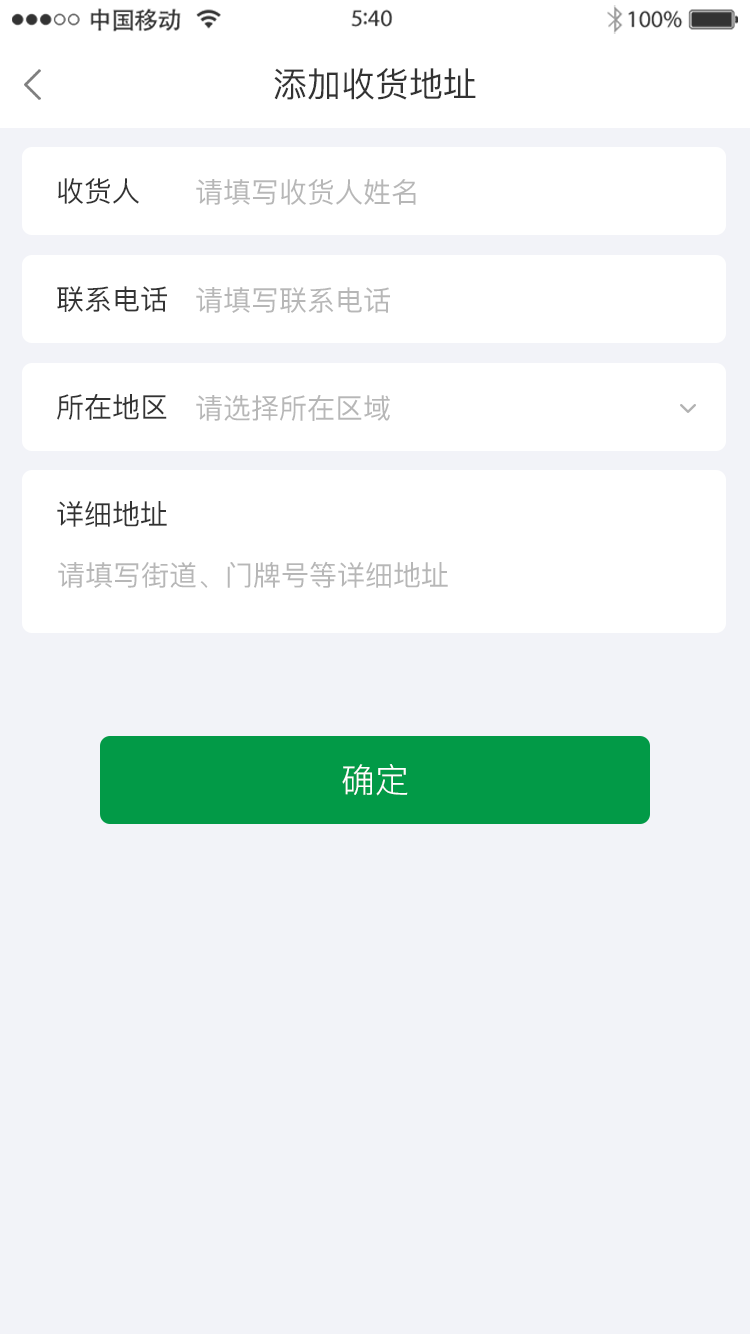 中国移动 5:40 100%
添加收货地址
收货人 请填写收货人姓名
联系电话 请填写联系电话
所在地区 请选择所在区域
详细地址
请填写街道、门牌号等详细地址
确定